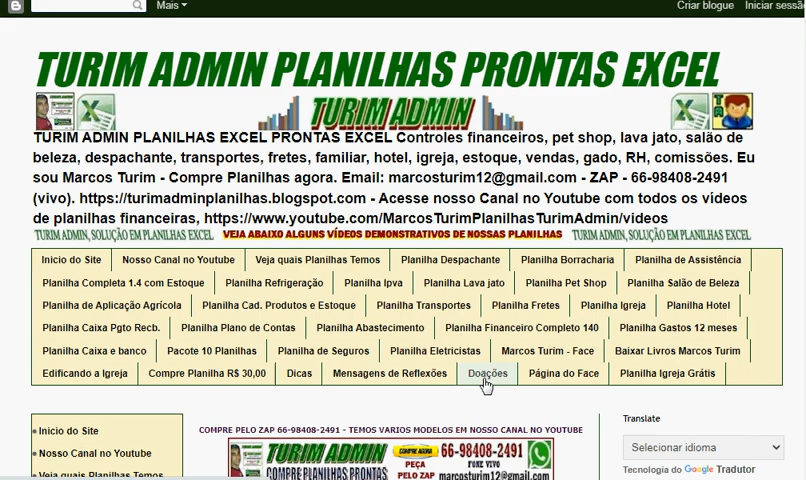 Mais
Criar blogue
Iniciar sessã
TURIM ADMIN PLANILHAS PRONTAS EXCEL
TURIM ADMIN
TURIM ADMIN PLANILHAS EXCEL PRONTAS EXCEL Controles financeiros, pet shop, lava jato, salão de
beleza, despachante, transportes, fretes, familiar, hotel, igreja, estoque, vendas, gado, RH, comissões. Eu
sou Marcos Turim - Compre Planilhas agora. Email: marcosturim12@gmail.com - ZAP - 66-98408-2491
(vivo). https://turimadminplanilhas.blogspot.com - Acesse nosso Canal no Youtube com todos os vídeos
de planilhas financeiras, https://www.youtube.com/MarcosTurimPlanilhasTurimAdmin/videos
TURIM ADMIN, SOLUÇÃO EM PLANILHAS EXCEL VEJA ABAIXO ALGUNS VÍDEOS DEMONSTRATIVOS DE NOSSAS PLANILHAS TURIM ADMIN, SOLUÇÃO EM PLANILHAS EXCEL
Inicio do Site Nosso Canal no Youtube Veja quais Planilhas Temos Planilha Despachante Planilha Borracharia Planilha de Assistência
Planilha Completa 1.4 com Estoque Planilha Refrigeração Planilha Ipva Planilha Lava jato Planilha Pet Shop Planilha Salão de Beleza
Planilha de Aplicação Agrícola Planilha Cad. Produtos e Estoque Planilha Transportes Planilha Fretes Planilha Igreja Planilha Hotel
Planilha Caixa Pgto Recb. Planilha Plano de Contas Planilha Abastecimento Planilha Financeiro Completo 140 Planilha Gastos 12 meses
Planilha Caixa e banco Pacote 10 Planilhas Planilha de Seguros Planilha Eletricistas Marcos Turim - Face Baixar Livros Marcos Turim
Edificando a Igreja Compre Planilha R$ 30,00 Dicas Mensagens de Reflexões Doações Página do Face Planilha Igreja Grátis
Inicio do Site
Nosso Canal no Youtube
Veja quais Planilhas Temos
COMPRE PELO ZAP 66-98408-2491 - TEMOS VARIOS MODELOS EM NOSSO CANAL NO YOUTUBE
TURIM ADMIN
COMPRE PLANILHAS PRONTAS
COMPRE AGORA
PEÇA
PELO ZAP
66-98408-2491
FONE VIVO
marcosturim12@gmail.com
Translate
Selecionar idioma
Tecnologia do Google Tradutor